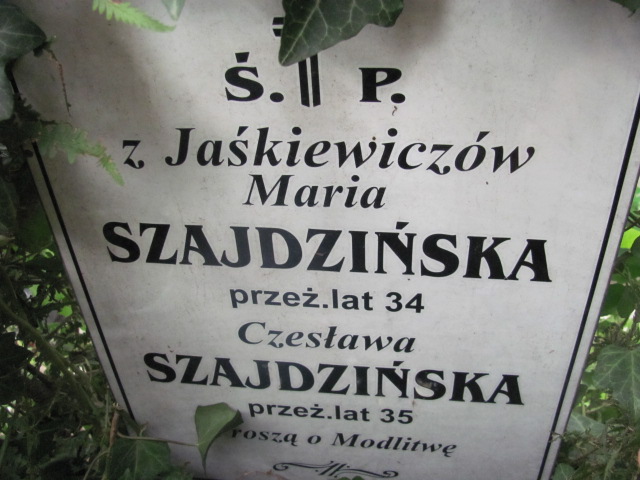 Ś. P.
z Jaśkiewiczów
Maria
SZAJDZIŃSKA
przeż.lat 34
Czesława
SZAJDZIŃSKA
przeż.lat 35
roszą o Modlitwę